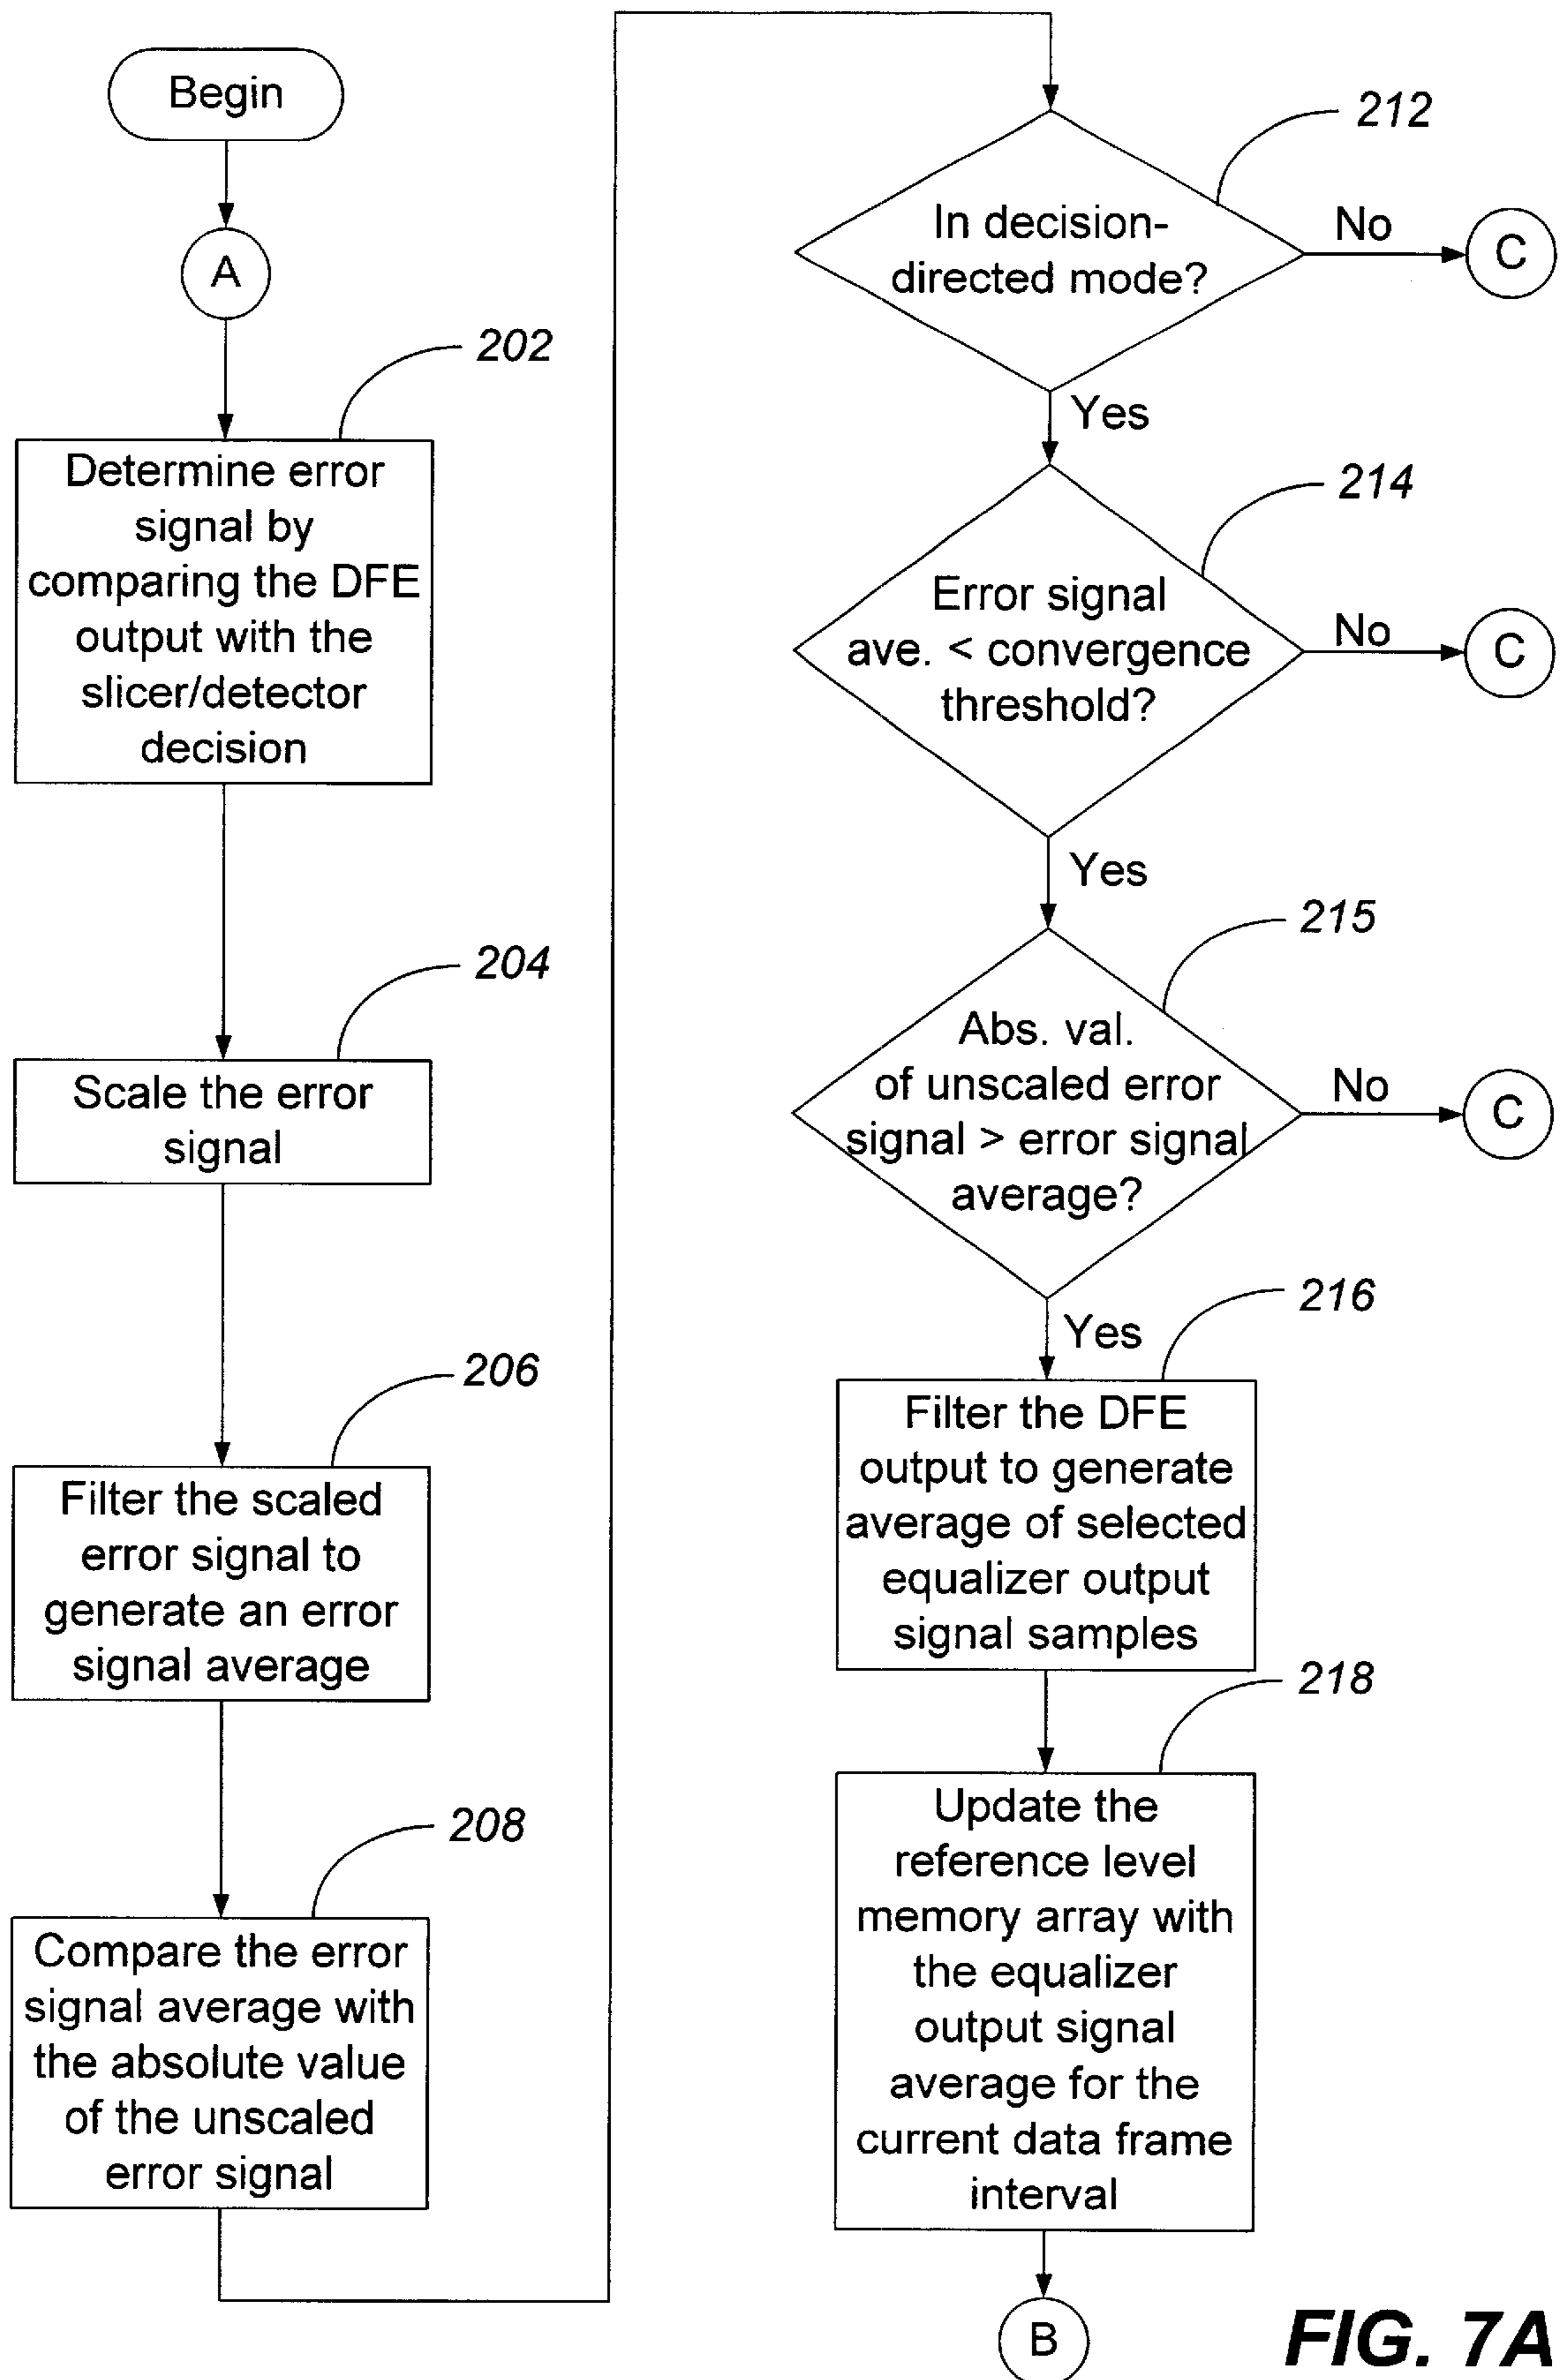 Begin
A
202
Determine error
signal by
comparing the DFE
output with the
slicer/detector
decision
204
Scale the error
signal
206
Filter the scaled
error signal to
generate an error
signal average
208
Compare the error
signal average with
the absolute value
of the unscaled
error signal
212
In decision-
directed mode?
No
C
Yes
214
Error signal
ave. < convergence
threshold?
No
C
Yes
215
Abs. val.
of unscaled error
signal > error signal
average?
No
C
Yes
216
Filter the DFE
output to generate
average of selected
equalizer output
signal samples
218
Update the
reference level
memory array with
the equalizer
output signal
average for the
current data frame
interval
B
FIG. 7A